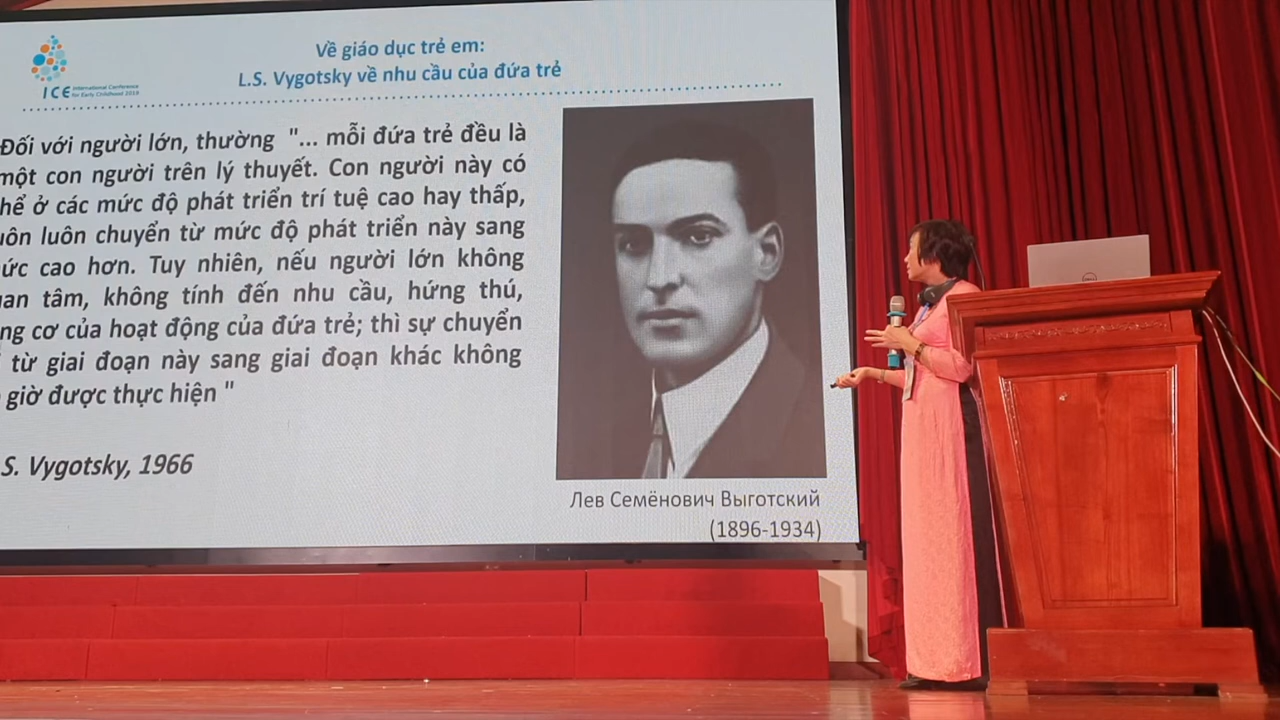 Về giáo dục trẻ em:
L.S. Vygotsky về nhu cầu của đứa trẻ
ICE International Conference
for Early Childhood 2018
Đối với người lớn, thường "... mỗi đứa trẻ đều là
một con người trên lý thuyết. Con người này có
hể ở các mức độ phát triển trí tuệ cao hay thấp,
uôn luôn chuyển từ mức độ phát triển này sang
ức cao hơn. Tuy nhiên, nếu người lớn không
an tâm, không tính đến nhu cầu, hứng thú,
ng cơ của hoạt động của đứa trẻ; thì sự chuyển
từ giai đoạn này sang giai đoạn khác không
giờ được thực hiện "
S. Vygotsky, 1966
Лев Семёнович Выготский
(1896-1934)
DELL